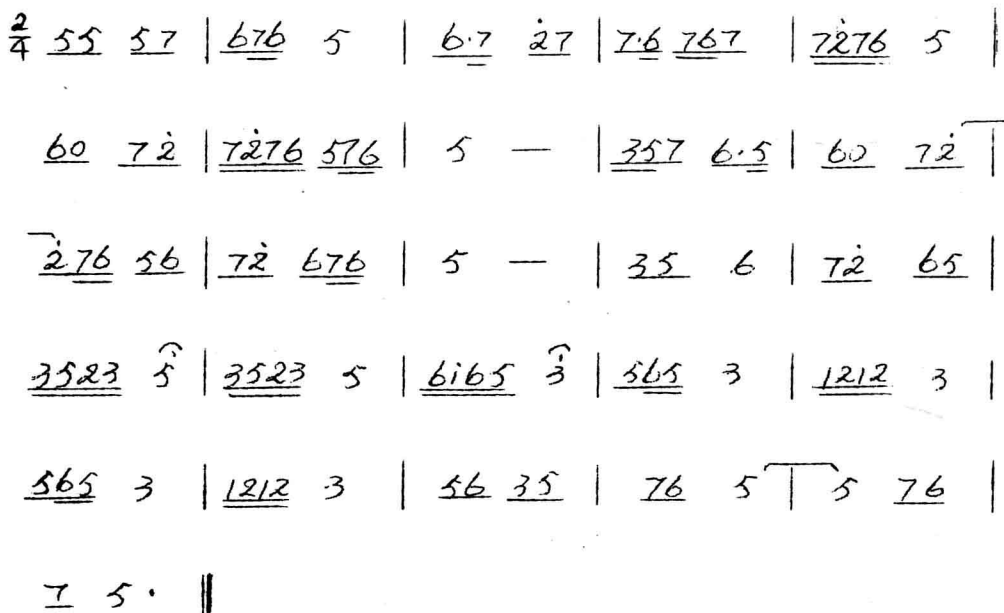 2/4 55 57 | 676 5 | 6·7 2̇7 | 7·6 767 | 72̇76 5 |
60 72̇ | 72̇76 576 | 5 — | 357 6·5 | 60 72̇ |
2̇76 56 | 72̇ 676 | 5 — | 35 6 | 72̇ 65 |
3523 5 | 3523 5 | 6i65 3 | 565 3 | 1212 3 |
565 3 | 1212 3 | 56 35 | 76 5 | 5 76 |
7 5· ‖